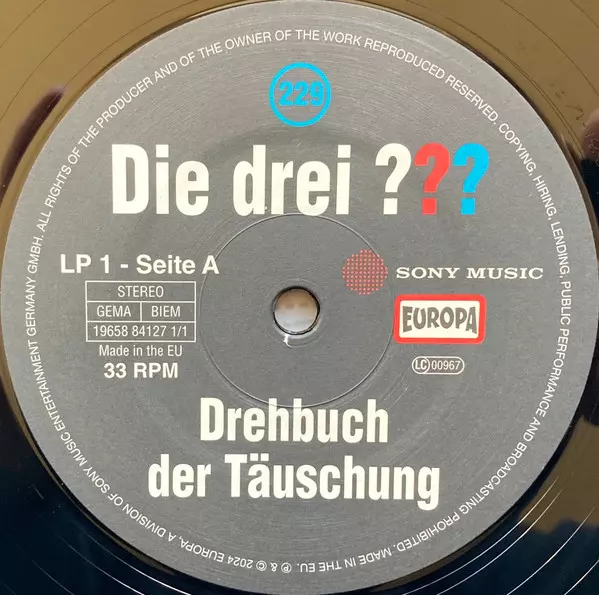 229
Die drei ???
LP 1 - Seite A
STEREO
GEMA BIEM
19658 84127 1/1
Made in the EU
33 RPM
SONY MUSIC
EUROPA
LC 00967
Drehbuch
der Täuschung
ALL RIGHTS OF THE PRODUCER AND OF THE OWNER OF THE WORK REPRODUCED RESERVED. COPYING, HIRING, LENDING, PUBLIC PERFORMANCE AND BROADCASTING PROHIBITED. MADE IN THE EU. ℗ & © 2024 EUROPA, A DIVISION OF SONY MUSIC ENTERTAINMENT GERMANY GMBH.